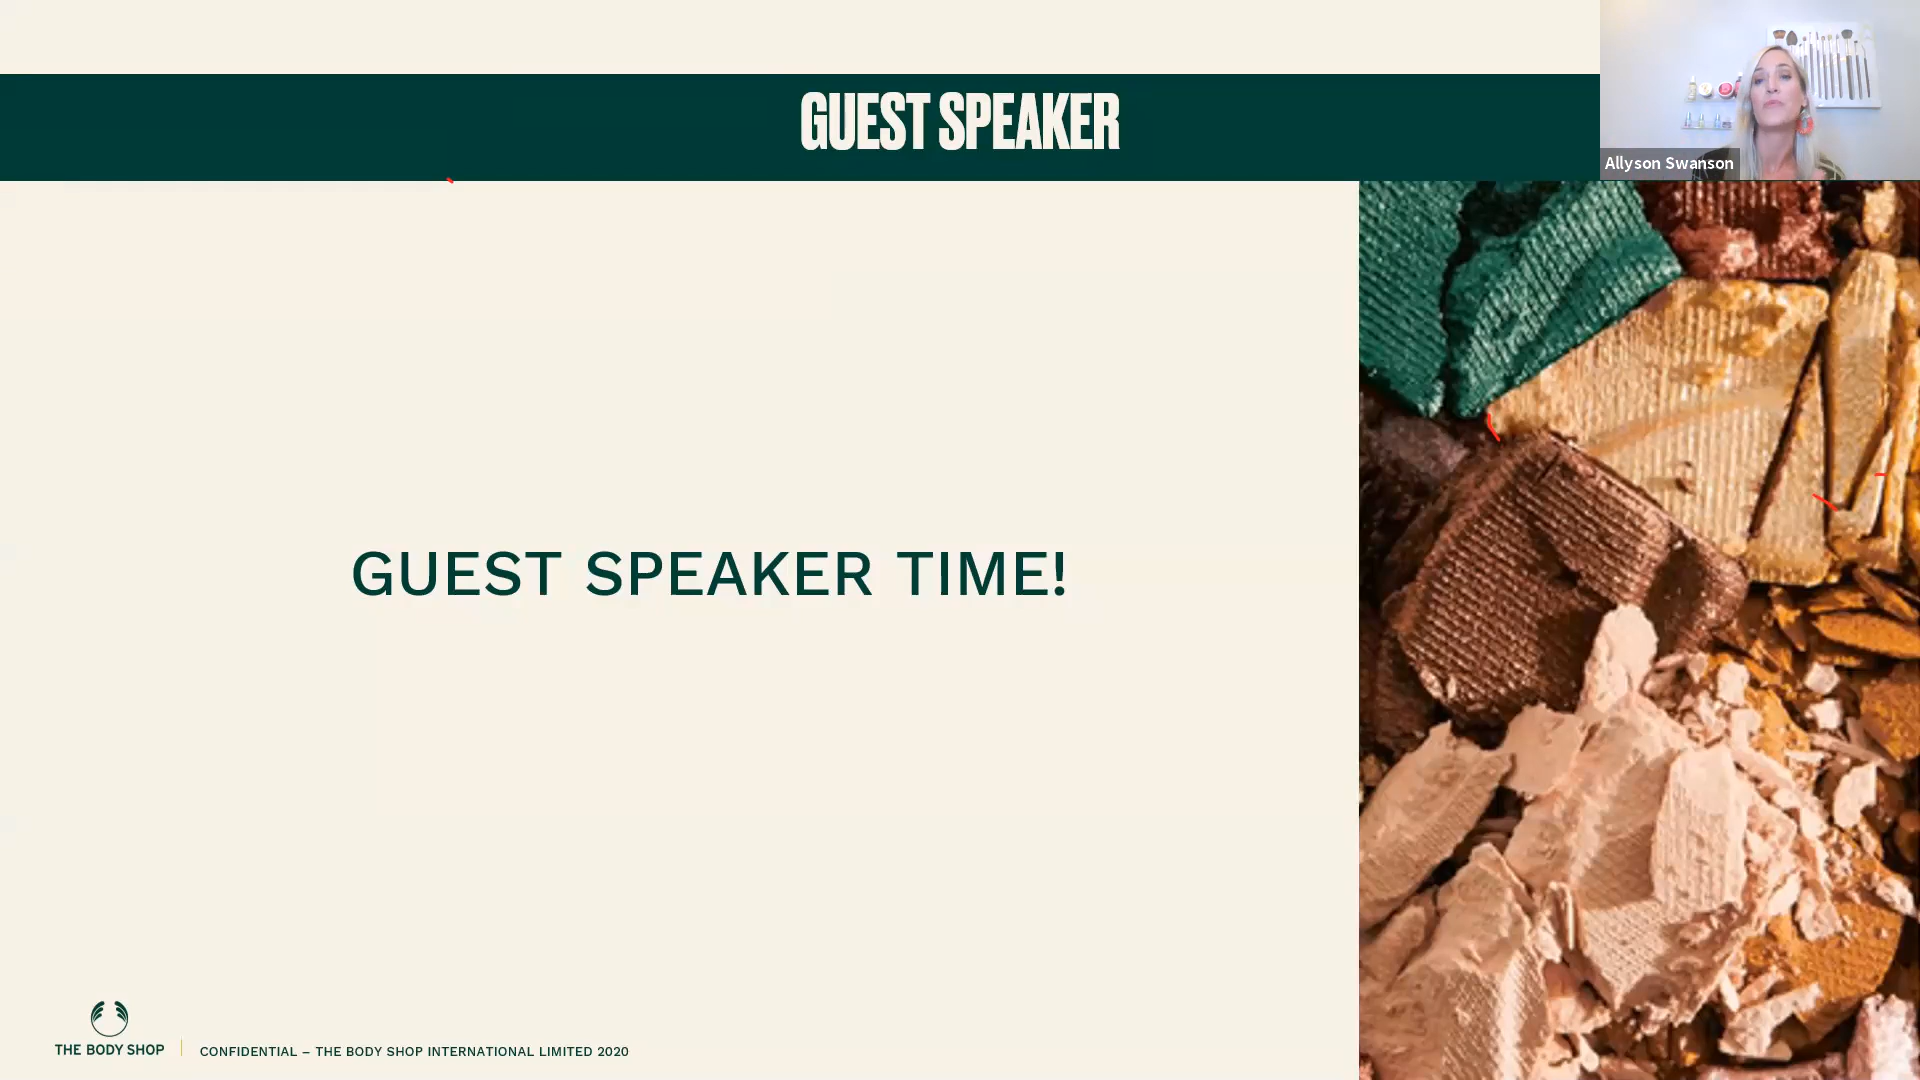 GUEST SPEAKER
Allyson Swanson
GUEST SPEAKER TIME!
THE BODY SHOP
CONFIDENTIAL – THE BODY SHOP INTERNATIONAL LIMITED 2020